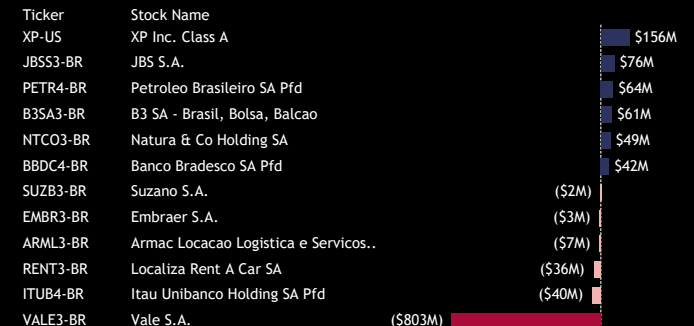 Ticker Stock Name
XP-US XP Inc. Class A $156M
JBSS3-BR JBS S.A. $76M
PETR4-BR Petroleo Brasileiro SA Pfd $64M
B3SA3-BR B3 SA - Brasil, Bolsa, Balcao $61M
NTCO3-BR Natura & Co Holding SA $49M
BBDC4-BR Banco Bradesco SA Pfd $42M
SUZB3-BR Suzano S.A. ($2M)
EMBR3-BR Embraer S.A. ($3M)
ARML3-BR Armac Locacao Logistica e Servicos.. ($7M)
RENT3-BR Localiza Rent A Car SA ($36M)
ITUB4-BR Itau Unibanco Holding SA Pfd ($40M)
VALE3-BR Vale S.A. ($803M)